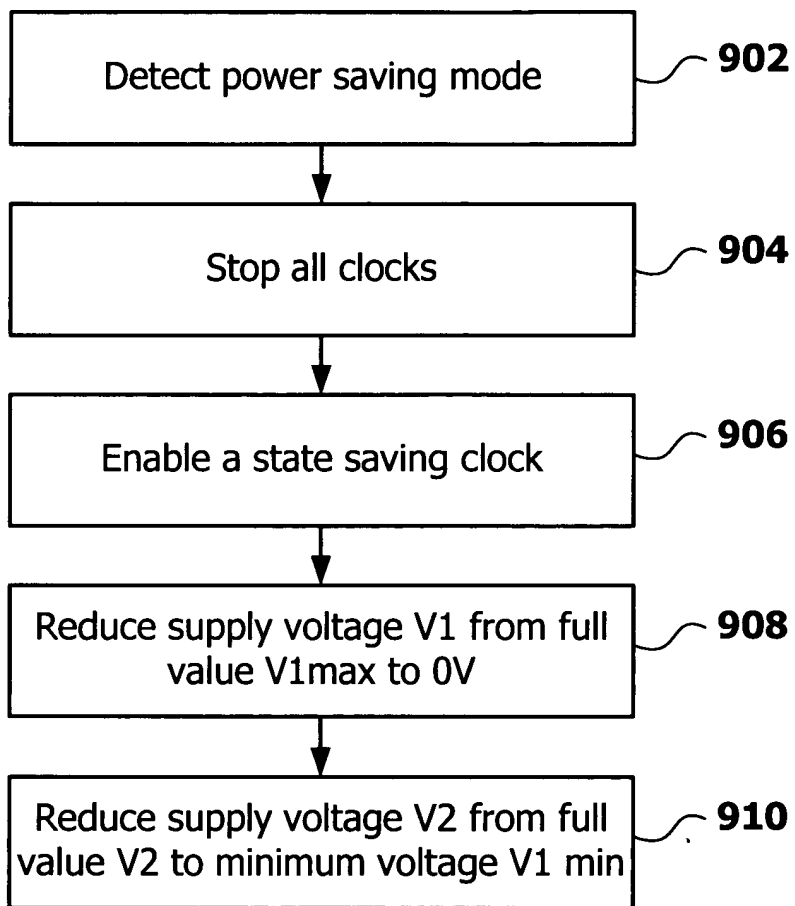 Detect power saving mode
902
Stop all clocks
904
Enable a state saving clock
906
Reduce supply voltage V1 from full
value V1max to 0V
908
Reduce supply voltage V2 from full
value V2 to minimum voltage V1 min
910